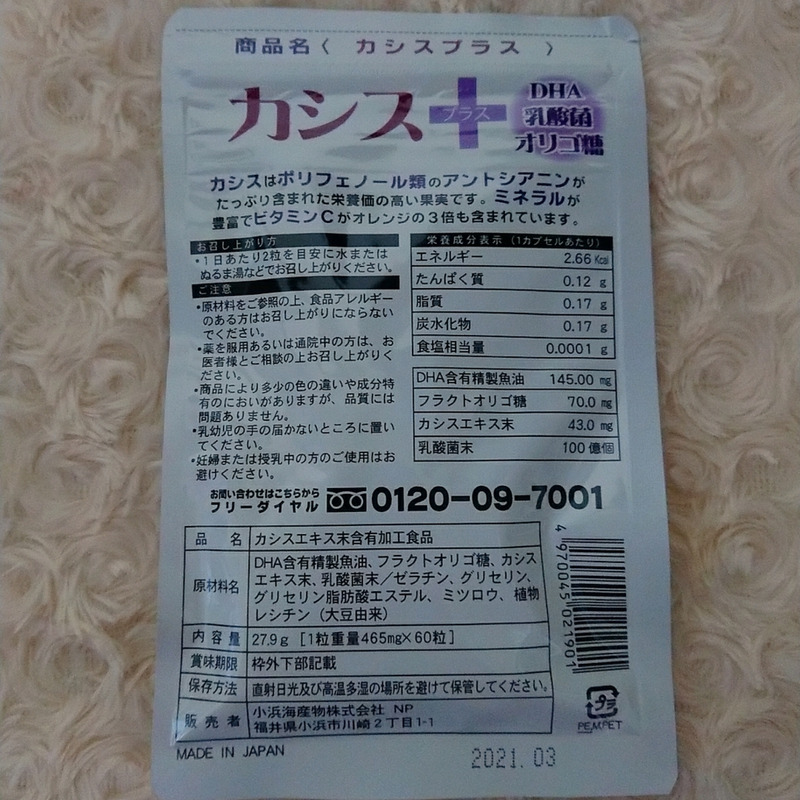 商品名〈 カシスプラス 〉
カシス+
プラス
DHA
乳酸菌
オリゴ糖
カシスはポリフェノール類のアントシアニンが
たっぷり含まれた栄養価の高い果実です。ミネラルが
豊富でビタミンCがオレンジの3倍も含まれています。
お召し上がり方
・1日あたり2粒を目安に水または
ぬるま湯などでお召し上がりください。
ご注意
・原材料をご参照の上、食品アレルギー
のある方はお召し上がりにならない
でください。
・薬を服用あるいは通院中の方は、お
医者様とご相談の上お召し上がりく
ださい。
・商品により多少の色の違いや成分特
有のにおいがありますが、品質には
問題ありません。
・乳幼児の手の届かないところに置い
てください。
・妊婦または授乳中の方のご使用はお
避けください。
栄養成分表示(1カプセルあたり)
エネルギー 2.66 Kcal
たんぱく質 0.12 g
脂質 0.17 g
炭水化物 0.17 g
食塩相当量 0.0001 g
DHA含有精製魚油 145.00 mg
フラクトオリゴ糖 70.0 mg
カシスエキス末 43.0 mg
乳酸菌末 100 億個
お問い合わせはこちらから
フリーダイヤル 0120-09-7001
品名 カシスエキス末含有加工食品
原材料名 DHA含有精製魚油、フラクトオリゴ糖、カシス
エキス末、乳酸菌末/ゼラチン、グリセリン、
グリセリン脂肪酸エステル、ミツロウ、植物
レシチン(大豆由来)
内容量 27.9g [1粒重量465mg×60粒]
賞味期限 枠外下部記載
保存方法 直射日光及び高温多湿の場所を避けて保管してください。
販売者 小浜海産物株式会社 NP
福井県小浜市川崎2丁目1-1
4 970045 021901
プラ
PE,M,PET
MADE IN JAPAN
2021.03